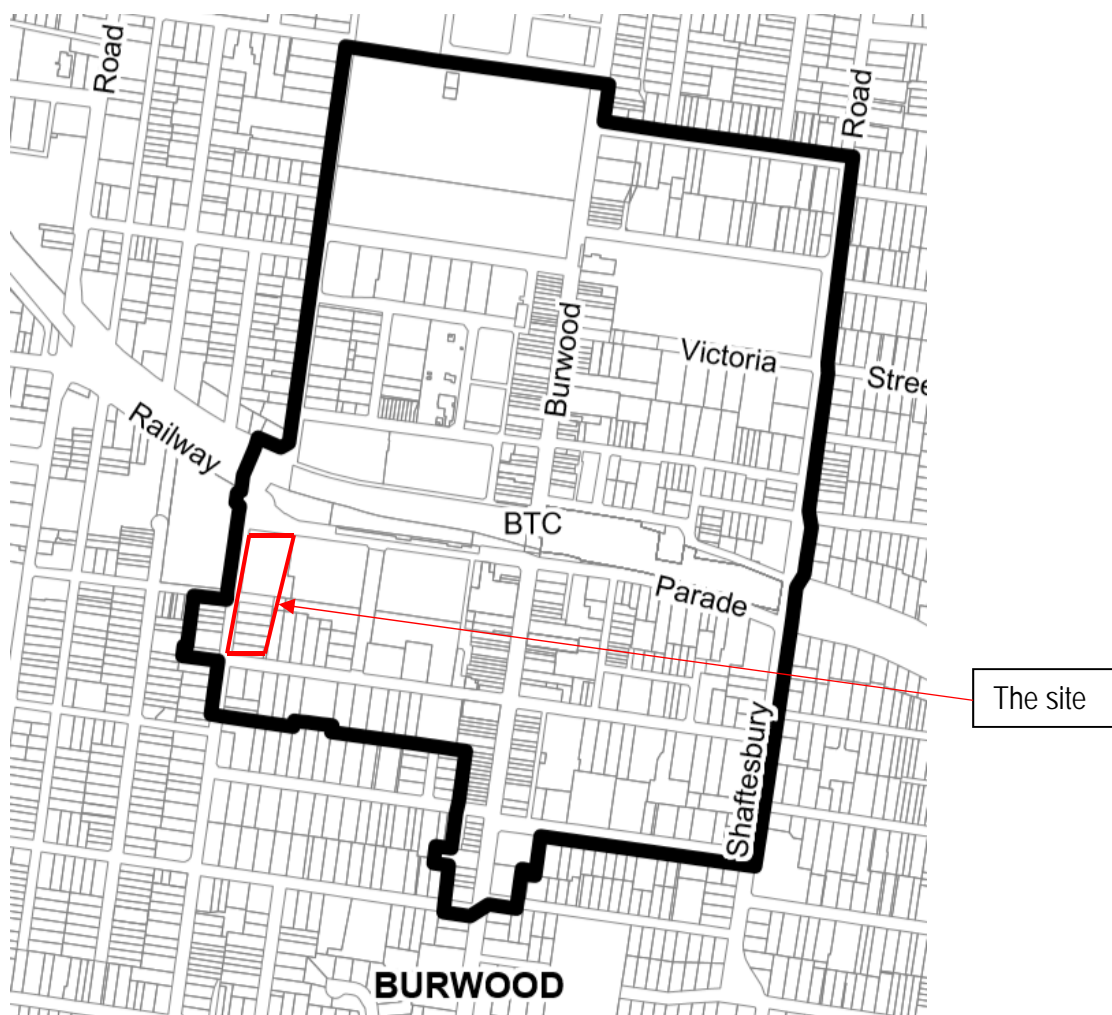 Road
Road
Burwood
Victoria
Stree
Railway
BTC
Parade
The site
Shaftesbury
BURWOOD